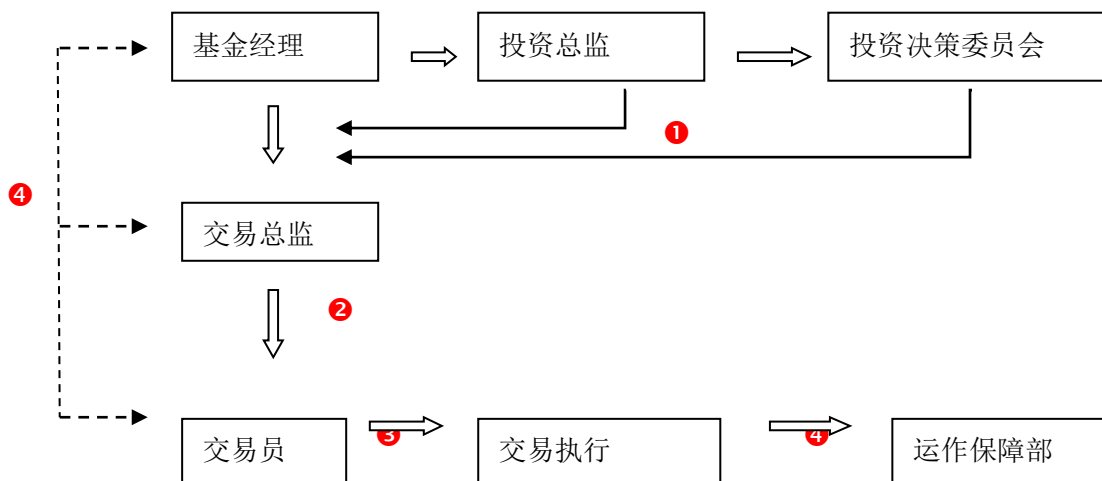 基金经理
投资总监
投资决策委员会
❶
❹
交易总监
❷
交易员
❸
交易执行
❹
运作保障部